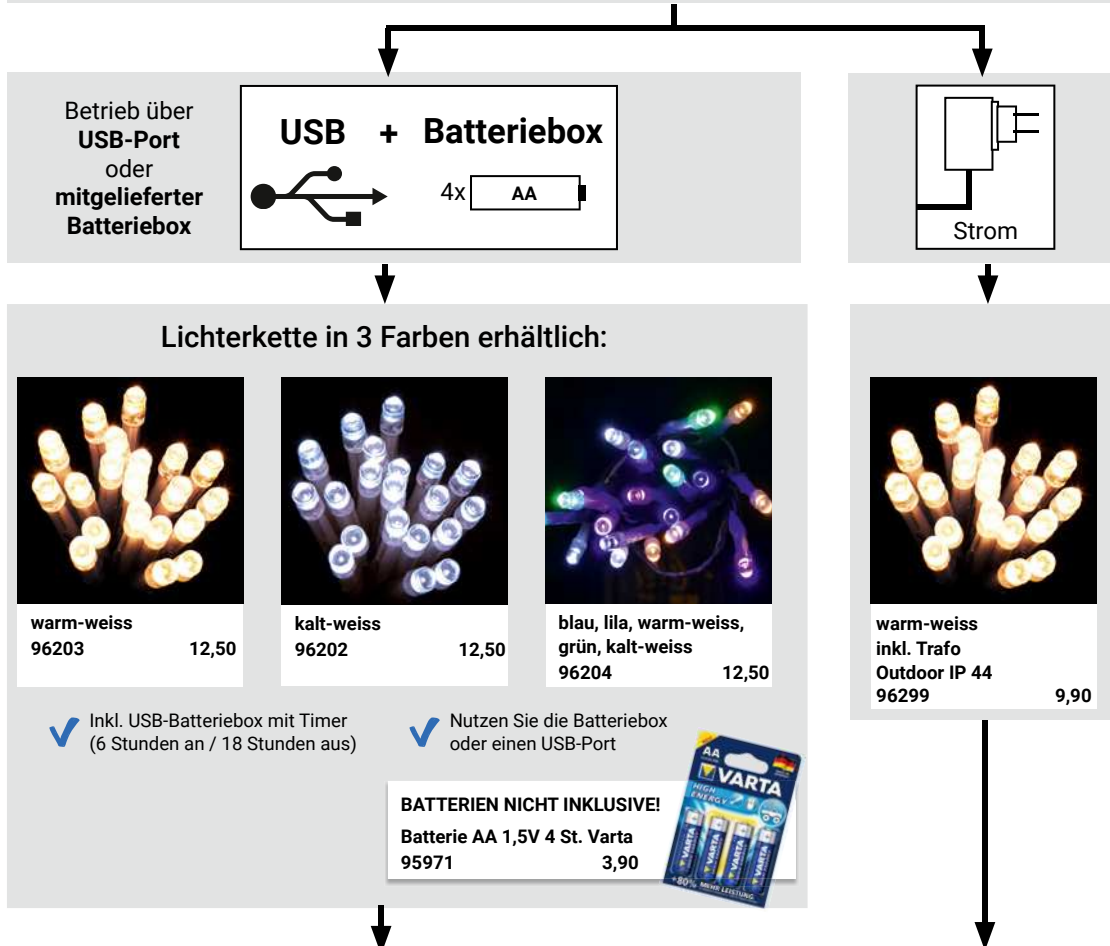 Betrieb über
USB-Port
oder
mitgelieferter
Batteriebox
USB + Batteriebox
4x AA
Strom
Lichterkette in 3 Farben erhältlich:
warm-weiss
96203 12,50
kalt-weiss
96202 12,50
blau, lila, warm-weiss,
grün, kalt-weiss
96204 12,50
warm-weiss
inkl. Trafo
Outdoor IP 44
96299 9,90
Inkl. USB-Batteriebox mit Timer
(6 Stunden an / 18 Stunden aus)
Nutzen Sie die Batteriebox
oder einen USB-Port
BATTERIEN NICHT INKLUSIVE!
Batterie AA 1,5V 4 St. Varta
95971 3,90
AA
VARTA
HIGH
ENERGY
VARTA
VARTA
VARTA
VARTA
+80% MEHR LEISTUNG